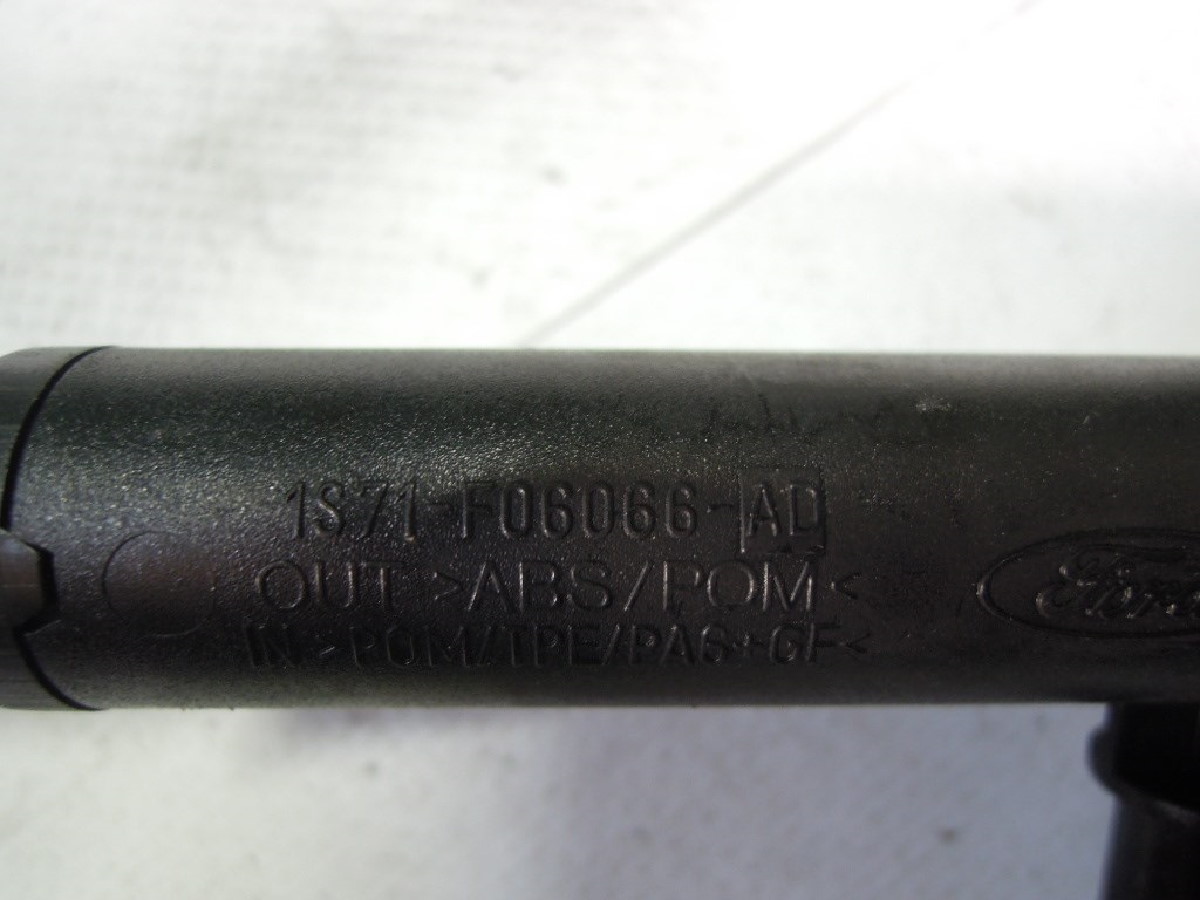 1S71-F06066-AD
OUT >ABS/POM<
IN >POM/TPE/PA6+GF<
Ford